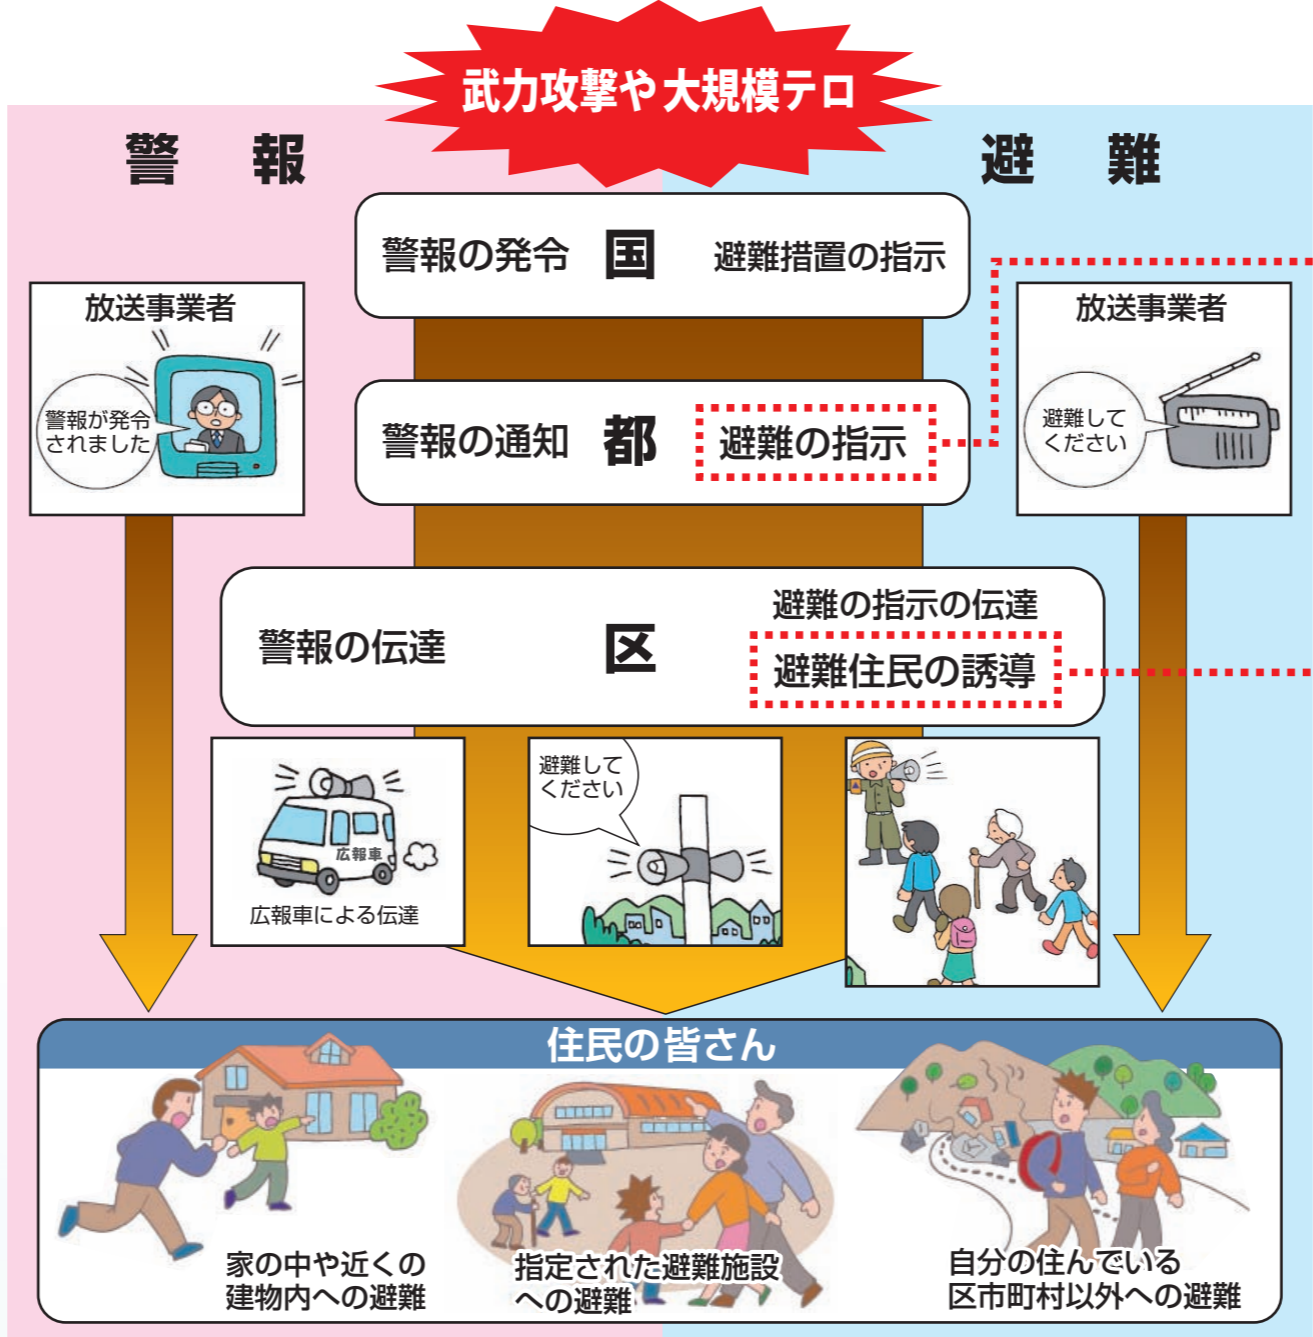 武力攻撃や大規模テロ
警報
避難
警報の発令 国 避難措置の指示
放送事業者
警報が発令
されました
放送事業者
避難して
ください
警報の通知 都 避難の指示
警報の伝達 区 避難の指示の伝達
避難住民の誘導
広報車
広報車による伝達
避難して
ください
住民の皆さん
家の中や近くの
建物内への避難
指定された避難施設
への避難
自分の住んでいる
区市町村以外への避難